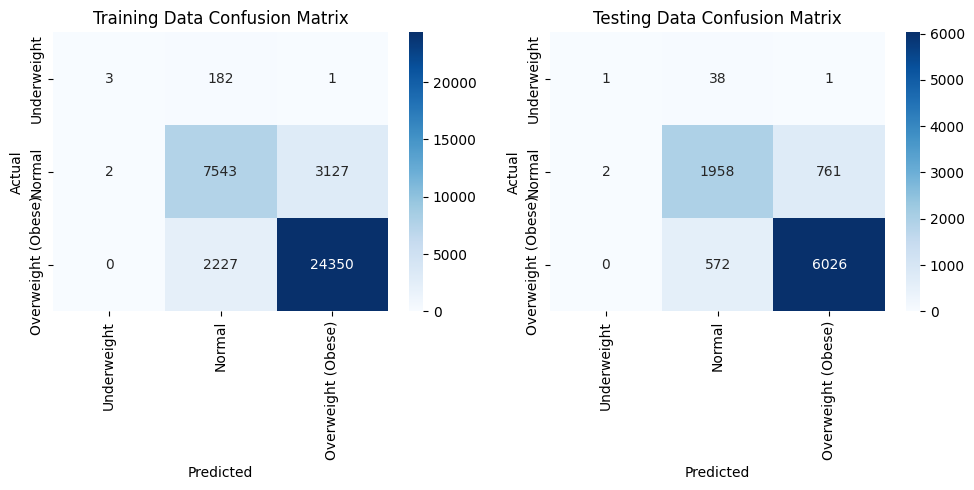 Training Data Confusion Matrix
Actual
Underweight
Normal
Overweight (Obese)
3 182 1
2 7543 3127
0 2227 24350
Underweight
Normal
Overweight (Obese)
Predicted
20000
15000
10000
5000
0
Testing Data Confusion Matrix
Actual
Underweight
Normal
Overweight (Obese)
1 38 1
2 1958 761
0 572 6026
Underweight
Normal
Overweight (Obese)
Predicted
6000
5000
4000
3000
2000
1000
0